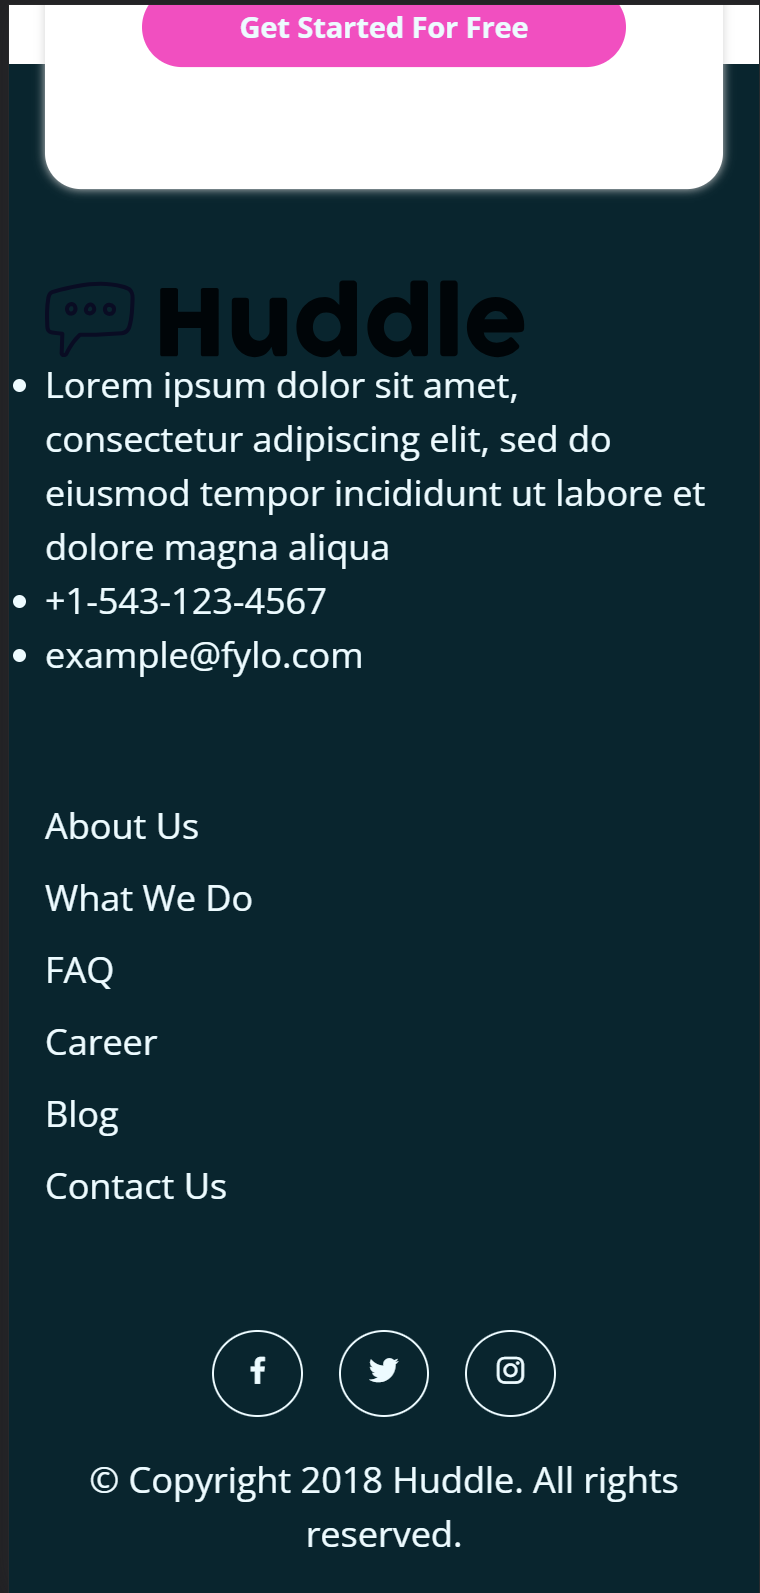 Get Started For Free
Huddle
Lorem ipsum dolor sit amet,
consectetur adipiscing elit, sed do
eiusmod tempor incididunt ut labore et
dolore magna aliqua
+1-543-123-4567
example@fylo.com
About Us
What We Do
FAQ
Career
Blog
Contact Us
© Copyright 2018 Huddle. All rights
reserved.